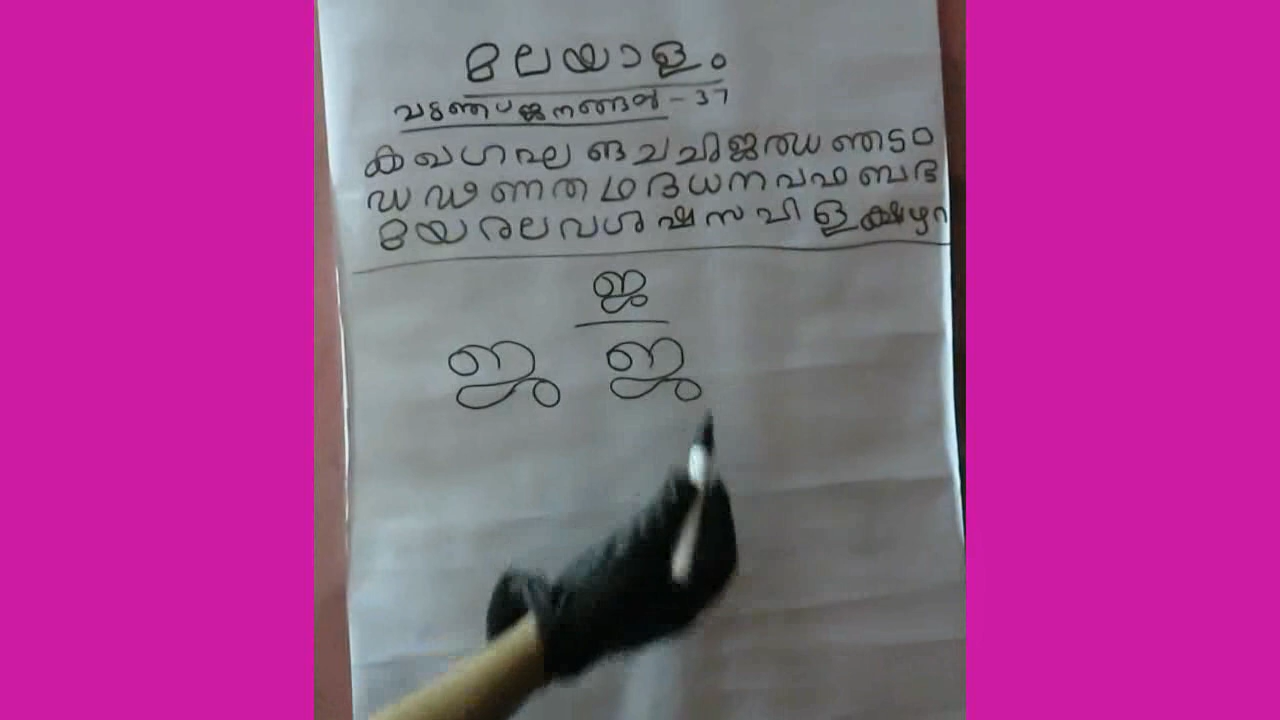 മലയാളം
വ്യഞ്ജനങ്ങൾ - 37
ക ഖ ഗ ഘ ങ ച ഛ ജ ഝ ഞ ട ഠ
ഡ ഢ ണ ത ഥ ദ ധ ന പ ഫ ബ ഭ
മ യ ര ല വ ശ ഷ സ ഹ ള ക്ഷ ഴ റ
ജ
ജ ജ